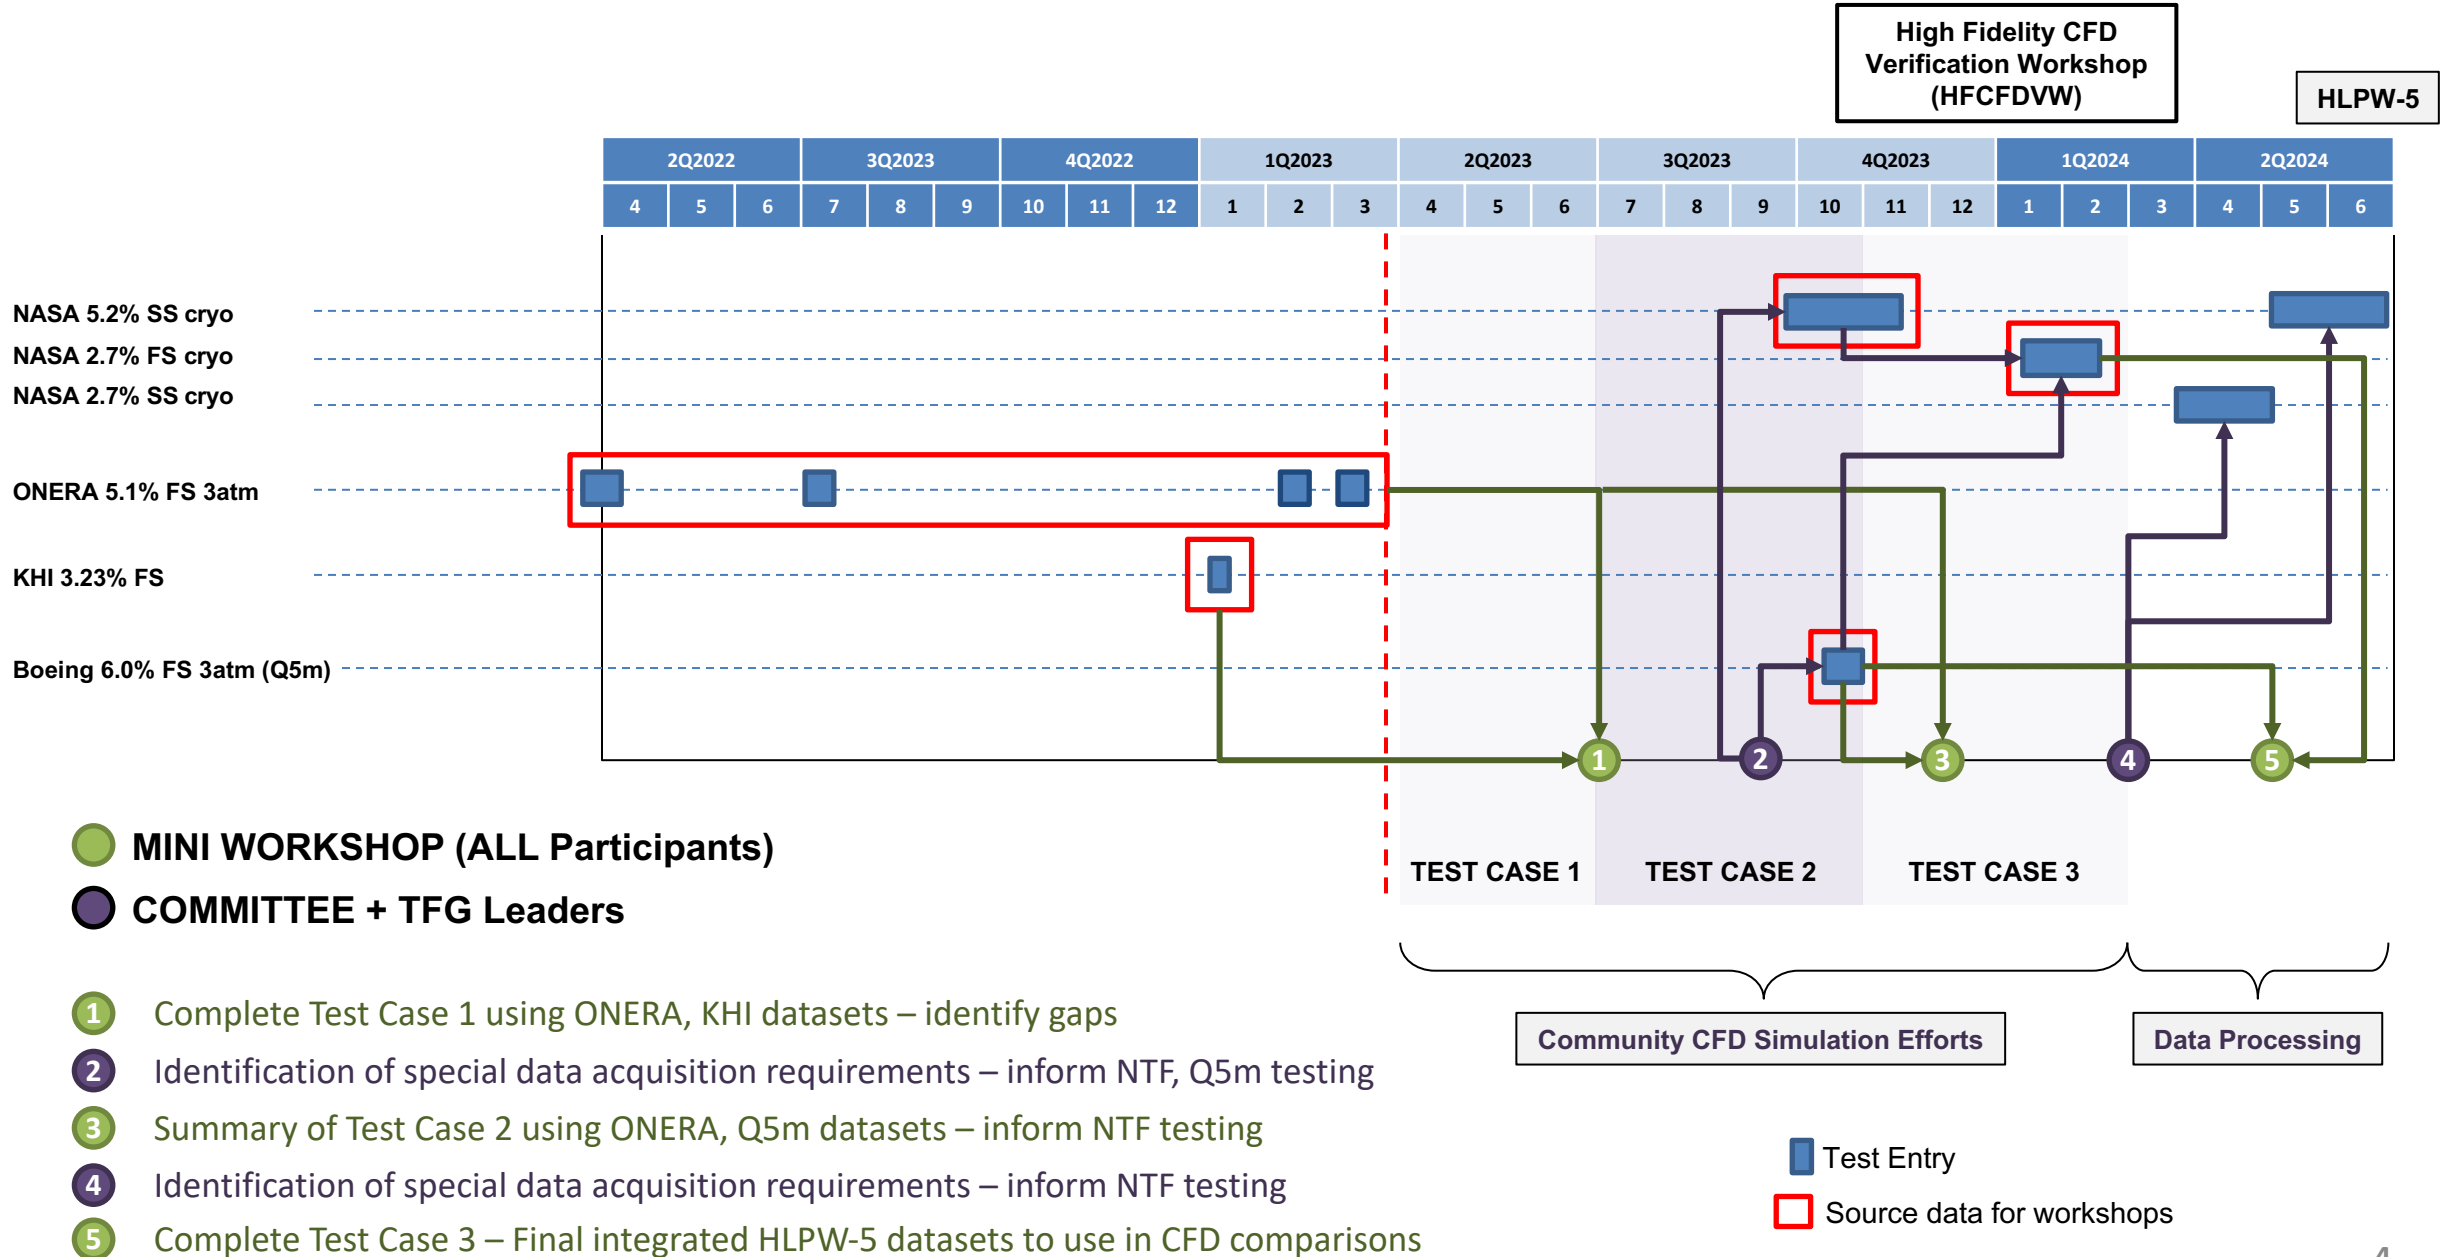 High Fidelity CFD
Verification Workshop
(HFCFDVW)
HLPW-5
2Q2022 3Q2023 4Q2022 1Q2023 2Q2023 3Q2023 4Q2023 1Q2024 2Q2024
4 5 6 7 8 9 10 11 12 1 2 3 4 5 6 7 8 9 10 11 12 1 2 3 4 5 6
NASA 5.2% SS cryo
NASA 2.7% FS cryo
NASA 2.7% SS cryo
ONERA 5.1% FS 3atm
KHI 3.23% FS
Boeing 6.0% FS 3atm (Q5m)
1 2 3 4 5
MINI WORKSHOP (ALL Participants)
COMMITTEE + TFG Leaders
TEST CASE 1 TEST CASE 2 TEST CASE 3
Community CFD Simulation Efforts
Data Processing
1 Complete Test Case 1 using ONERA, KHI datasets – identify gaps
2 Identification of special data acquisition requirements – inform NTF, Q5m testing
3 Summary of Test Case 2 using ONERA, Q5m datasets – inform NTF testing
4 Identification of special data acquisition requirements – inform NTF testing
5 Complete Test Case 3 – Final integrated HLPW-5 datasets to use in CFD comparisons
Test Entry
Source data for workshops